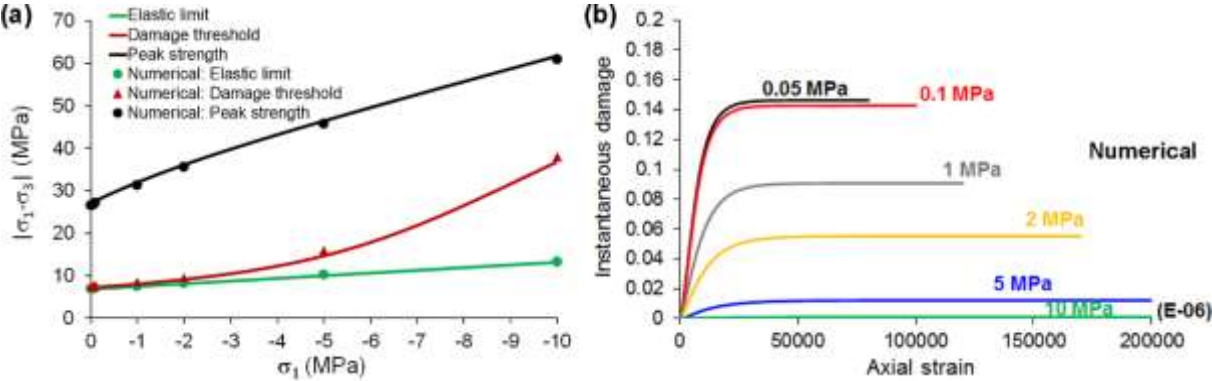 (a)
Elastic limit
Damage threshold
Peak strength
Numerical: Elastic limit
Numerical: Damage threshold
Numerical: Peak strength
|σ1-σ3| (MPa)
70
60
50
40
30
20
10
0
0 -1 -2 -3 -4 -5 -6 -7 -8 -9 -10
σ1 (MPa)
(b)
Instantaneous damage
0.2
0.18
0.16
0.14
0.12
0.1
0.08
0.06
0.04
0.02
0
0.05 MPa
0.1 MPa
Numerical
1 MPa
2 MPa
5 MPa
10 MPa
(E-06)
0 50000 100000 150000 200000
Axial strain